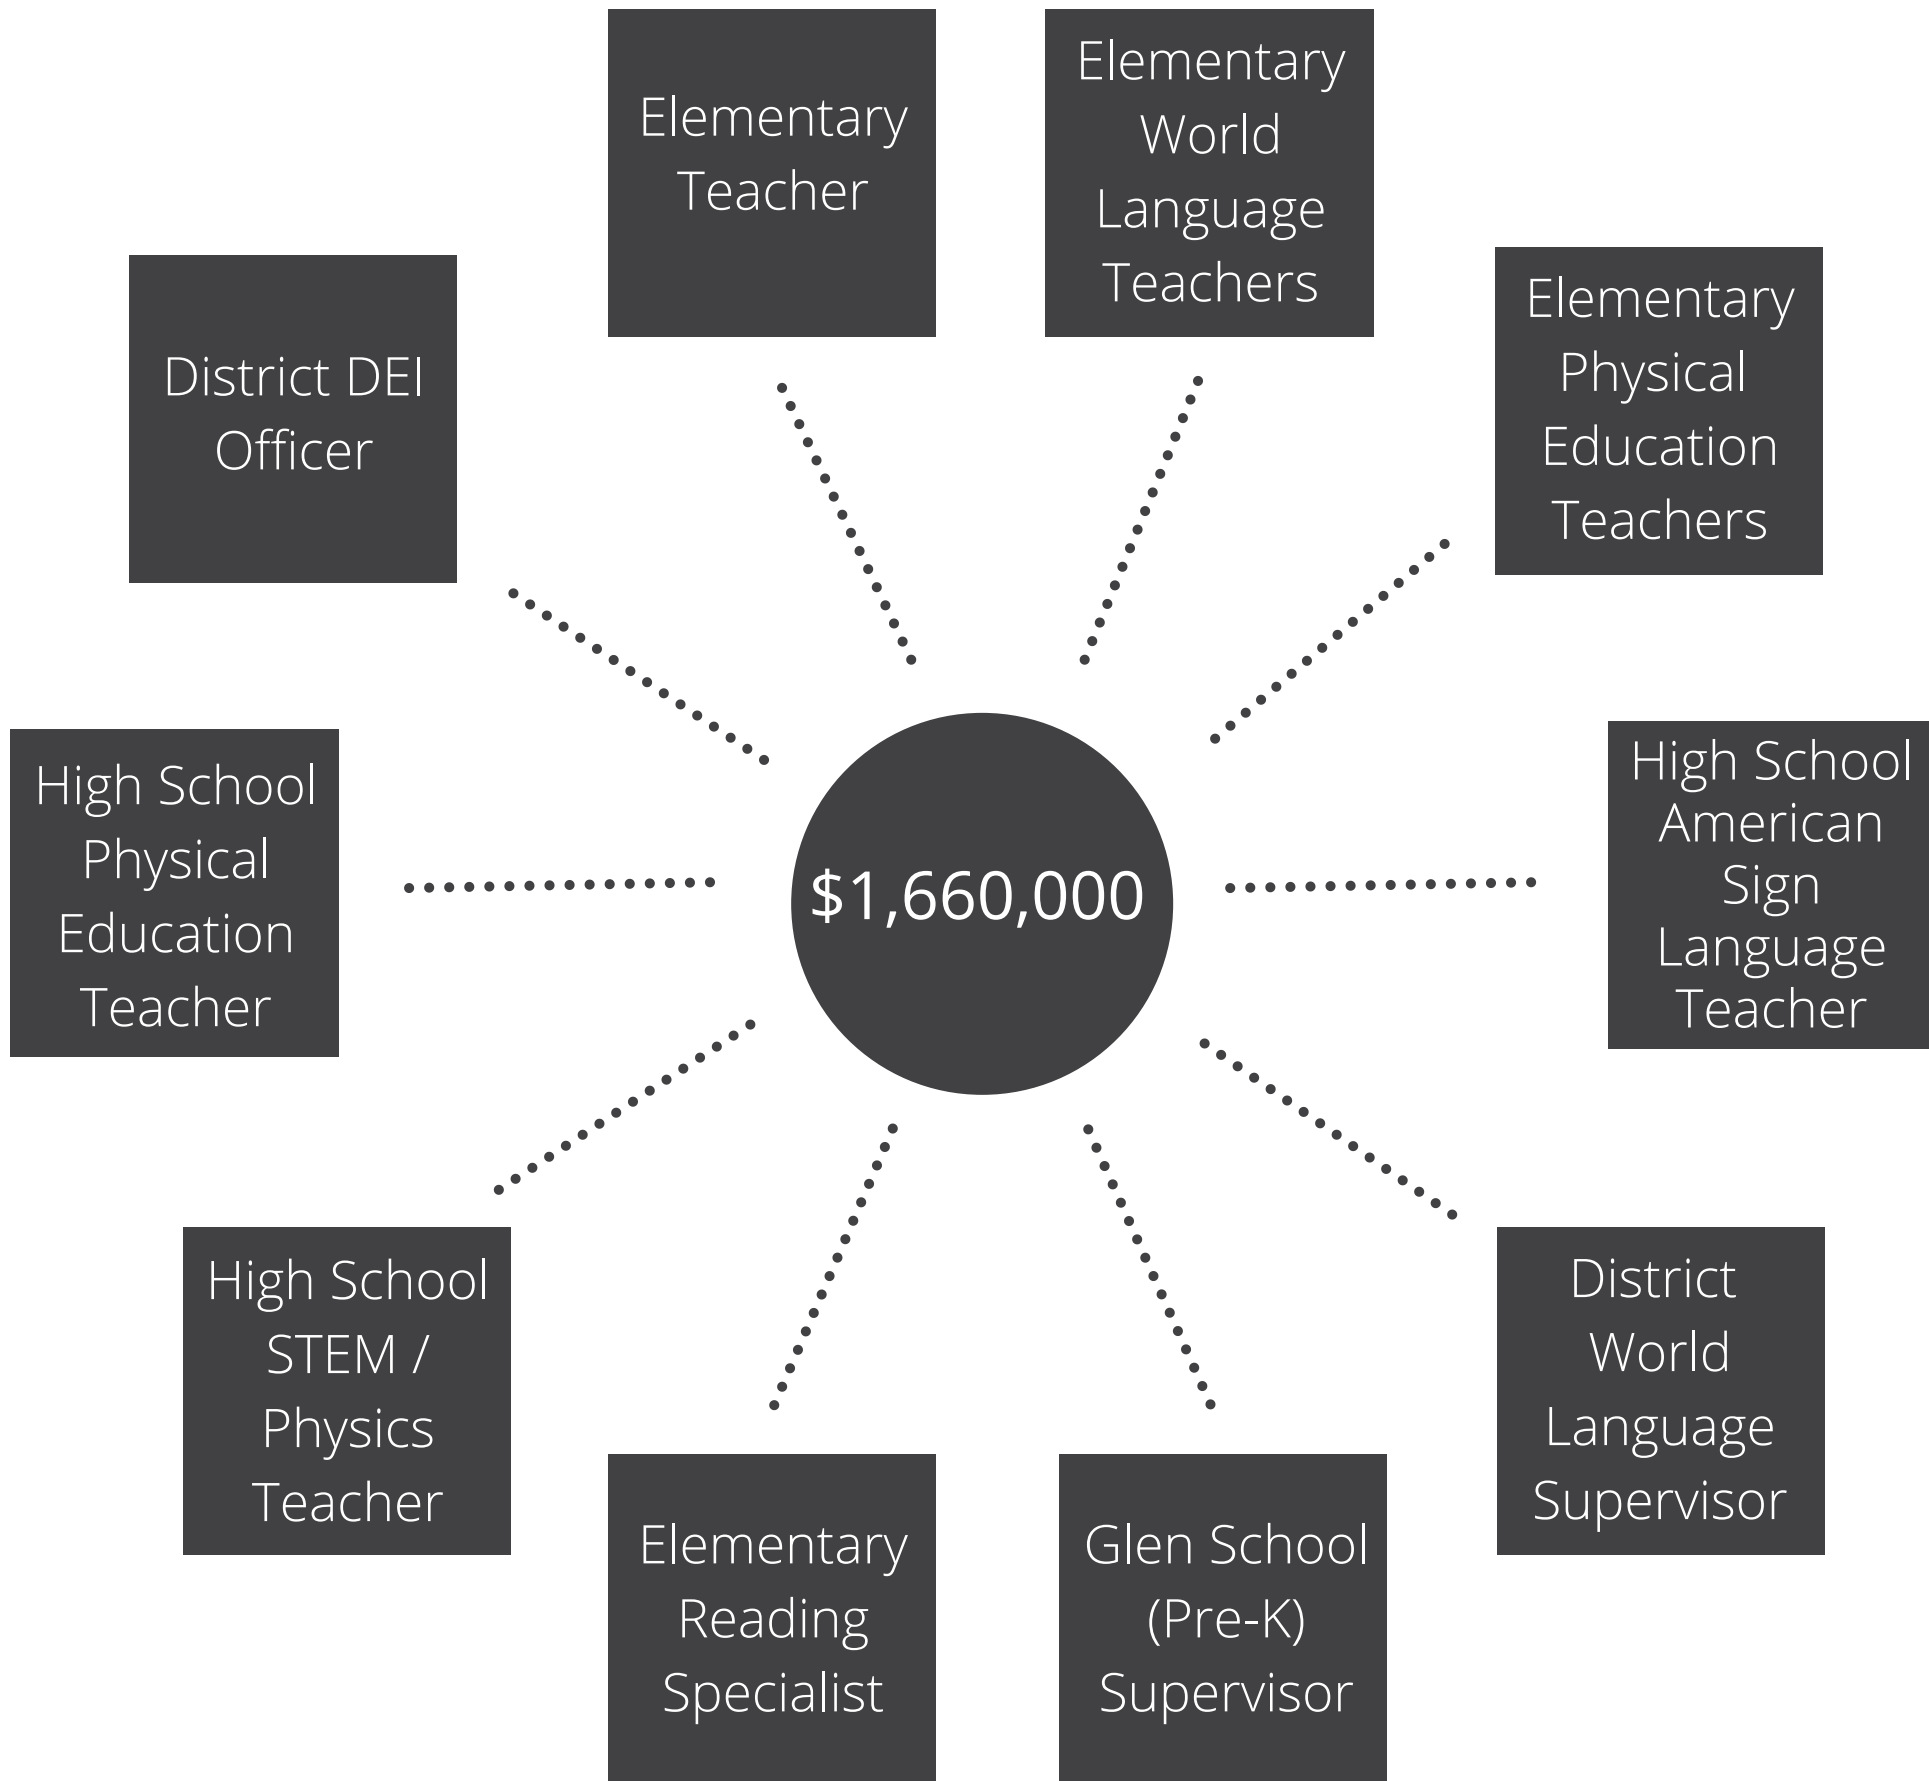 Elementary
Teacher
Elementary
World
Language
Teachers
Elementary
Physical
Education
Teachers
District DEI
Officer
High School
Physical
Education
Teacher
$1,660,000
High School
American
Sign
Language
Teacher
High School
STEM /
Physics
Teacher
District
World
Language
Supervisor
Elementary
Reading
Specialist
Glen School
(Pre-K)
Supervisor